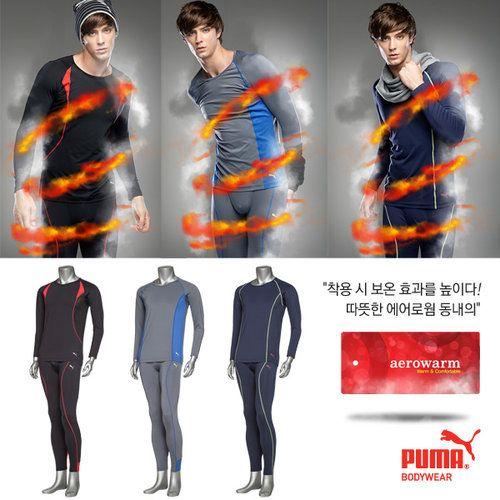 "착용 시 보온 효과를 높이다!
따뜻한 에어로웜 동내의"
aerowarm
Warm & Comfortable
PUMA®
BODYWEAR